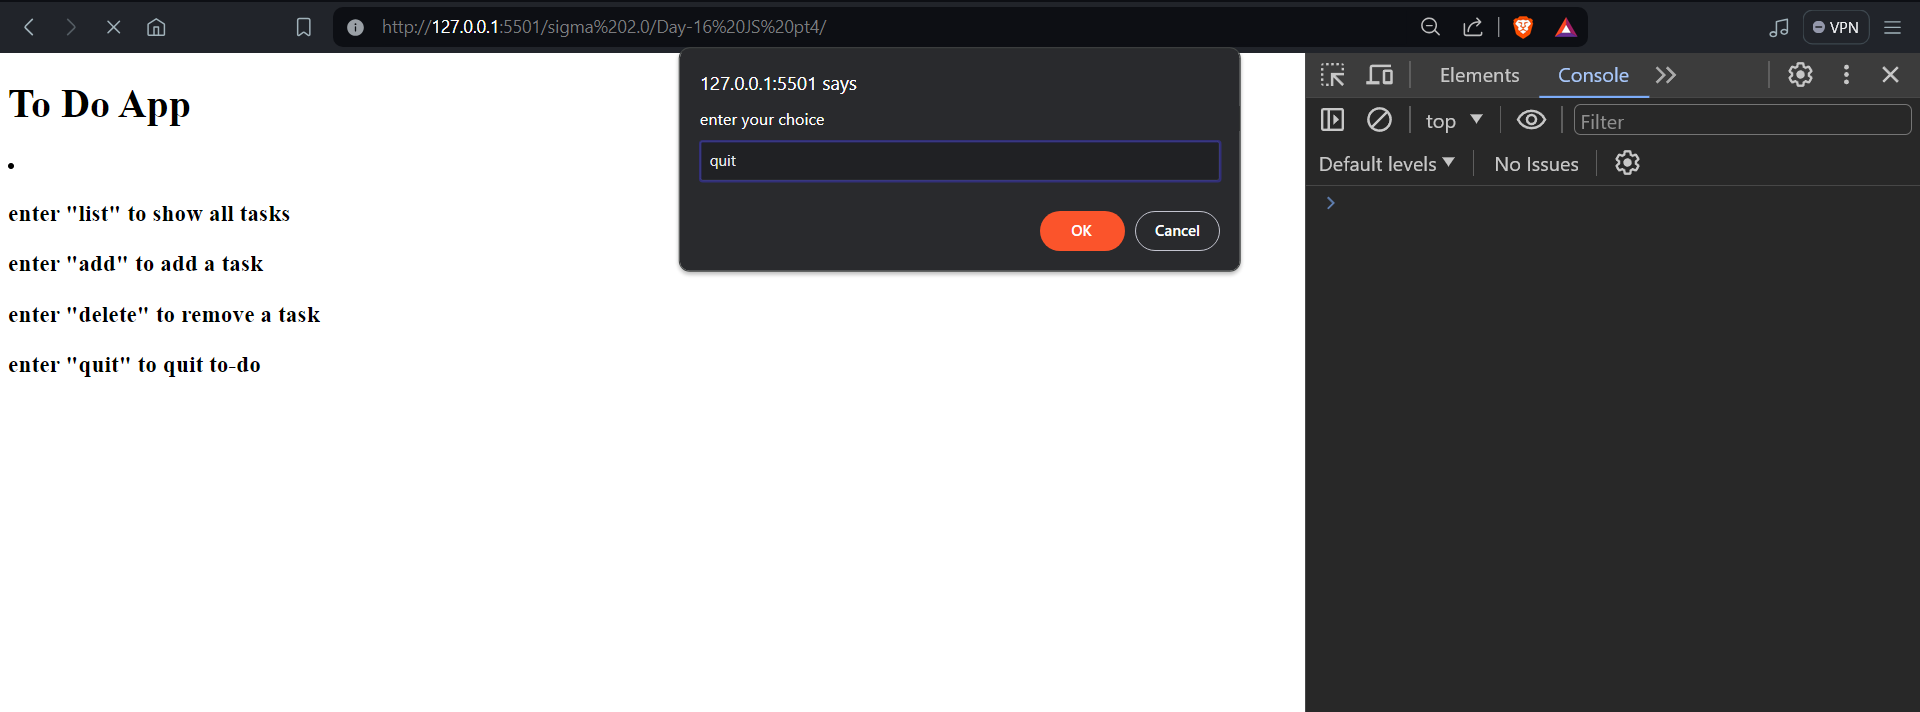 http://127.0.0.1:5501/sigma%202.0/Day-16%20JS%20pt4/
VPN
127.0.0.1:5501 says
enter your choice
quit
OK
Cancel
To Do App
enter "list" to show all tasks
enter "add" to add a task
enter "delete" to remove a task
enter "quit" to quit to-do
Elements
Console
top
Filter
Default levels
No Issues